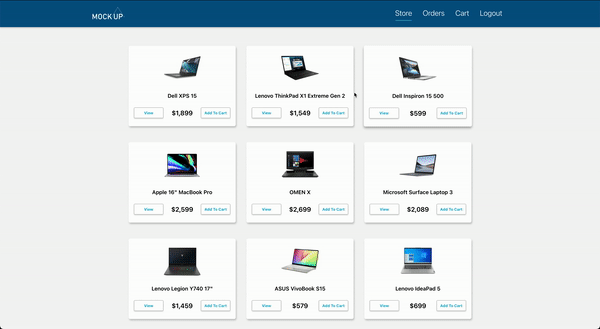 MOCK UP
Store Orders Cart Logout
Dell XPS 15
View $1,899 Add To Cart
Lenovo ThinkPad X1 Extreme Gen 2
View $1,549 Add To Cart
Dell Inspiron 15 500
View $599 Add To Cart
Apple 16" MacBook Pro
View $2,599 Add To Cart
OMEN X
View $2,699 Add To Cart
Microsoft Surface Laptop 3
View $2,089 Add To Cart
Lenovo Legion Y740 17"
View $1,459 Add To Cart
ASUS VivoBook S15
View $579 Add To Cart
Lenovo IdeaPad 5
View $699 Add To Cart